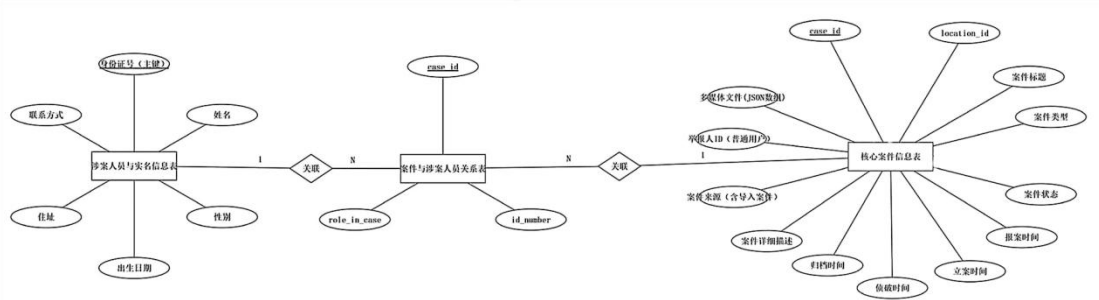 身份证号（主键）
联系方式
姓名
涉案人员与实名信息表
住址
性别
出生日期
1
关联
N
case_id
案件与涉案人员关系表
role_in_case
id_number
N
关联
1
case_id
location_id
多媒体文件(JSON数组)
案件标题
举报人ID（普通用户）
案件类型
核心案件信息表
案件来源（含导入案件）
案件状态
案件详细描述
报案时间
归档时间
立案时间
侦破时间